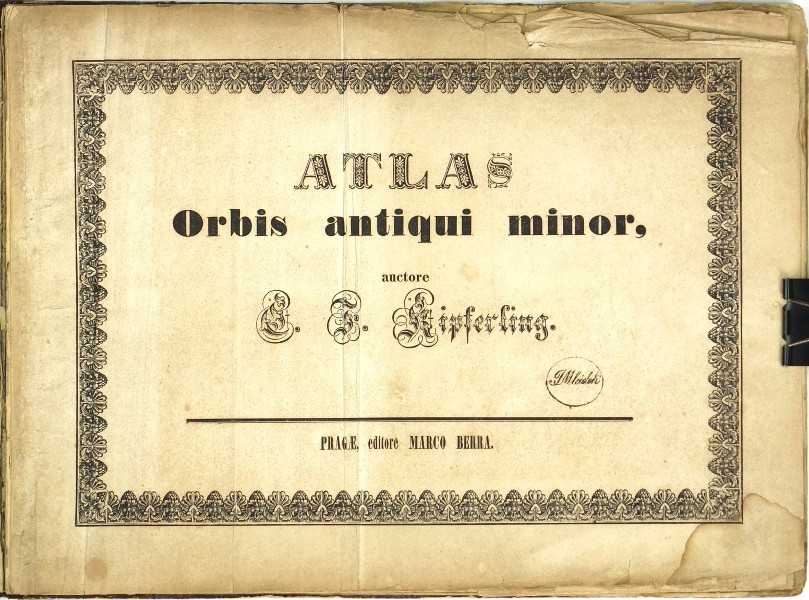 ATLAS
Orbis antiqui minor,
auctore
Kipferling.
PRAGÆ, editore MARCO BERRA.